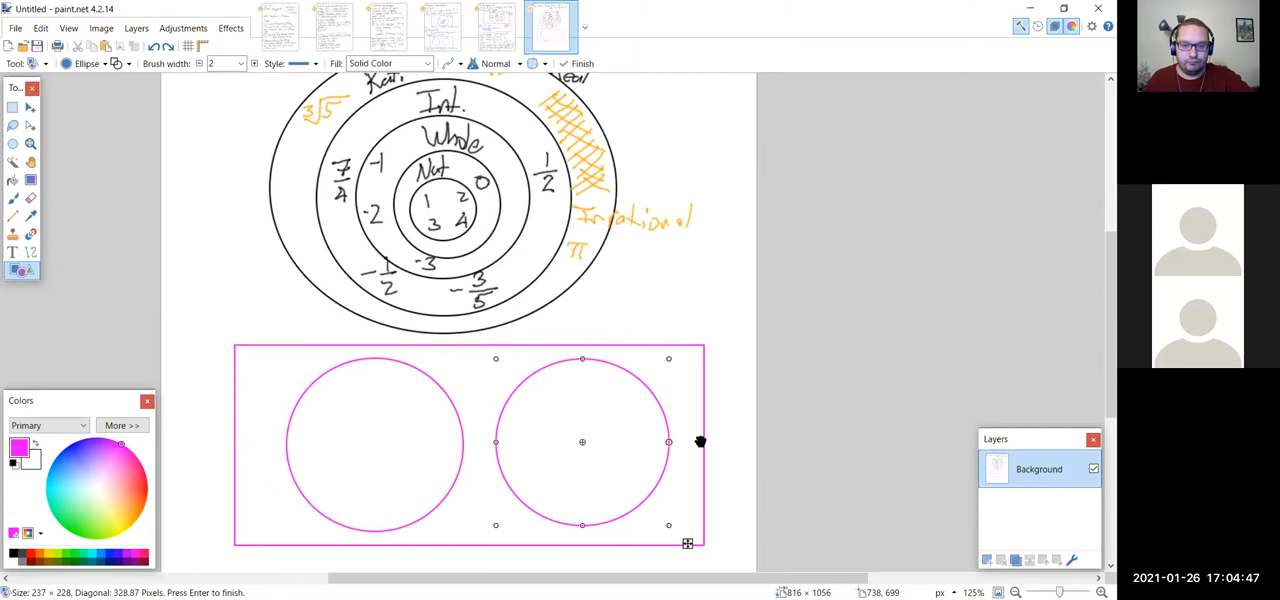 Untitled - paint.net 4.2.14
File Edit View Image Layers Adjustments Effects
Tool: Ellipse Brush width: 2 Style: Fill: Solid Color Normal Finish
To...
3√5
Int.
Whole
Nat
7/4 -1 0 1/2
1 2
-2 3 4
Irrational
π
-3
-1/2 -3/5
Colors
Primary More >>
Layers
Background
Size: 237 × 228, Diagonal: 328.87 Pixels. Press Enter to finish.
816 × 1056 738, 699 px 125%
2021-01-26 17:04:47